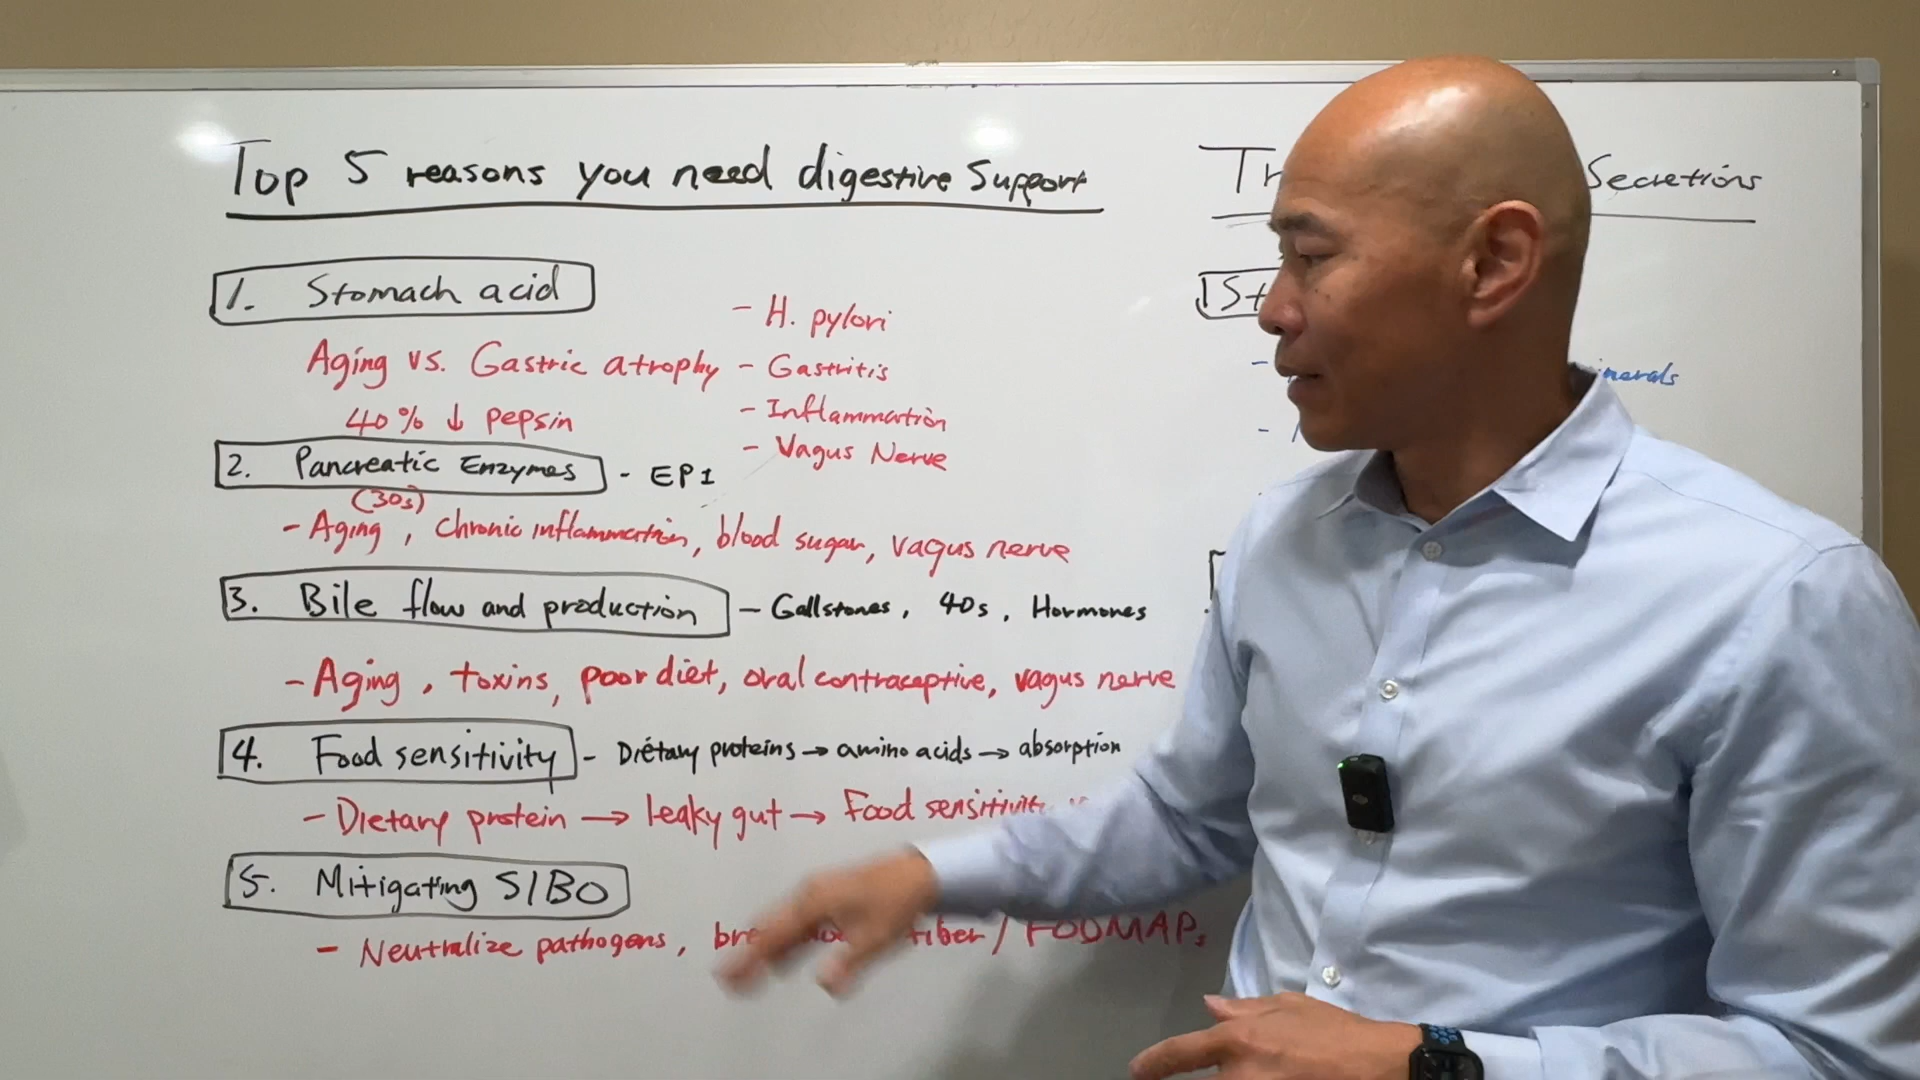 Top 5 reasons you need digestive support
1. Stomach acid
Aging vs. Gastric atrophy
40% ↓ pepsin
- H. pylori
- Gastritis
- Inflammation
- Vagus Nerve
2. Pancreatic Enzymes - EPI
(30s)
- Aging, chronic inflammation, blood sugar, vagus nerve
3. Bile flow and production - Gallstones, 40s, Hormones
- Aging, toxins, poor diet, oral contraceptive, vagus nerve
4. Food sensitivity - Dietary proteins → amino acids → absorption
- Dietary protein → leaky gut → Food sensitivity
5. Mitigating SIBO
- Neutralize pathogens, fiber / FODMAP,
Secretions